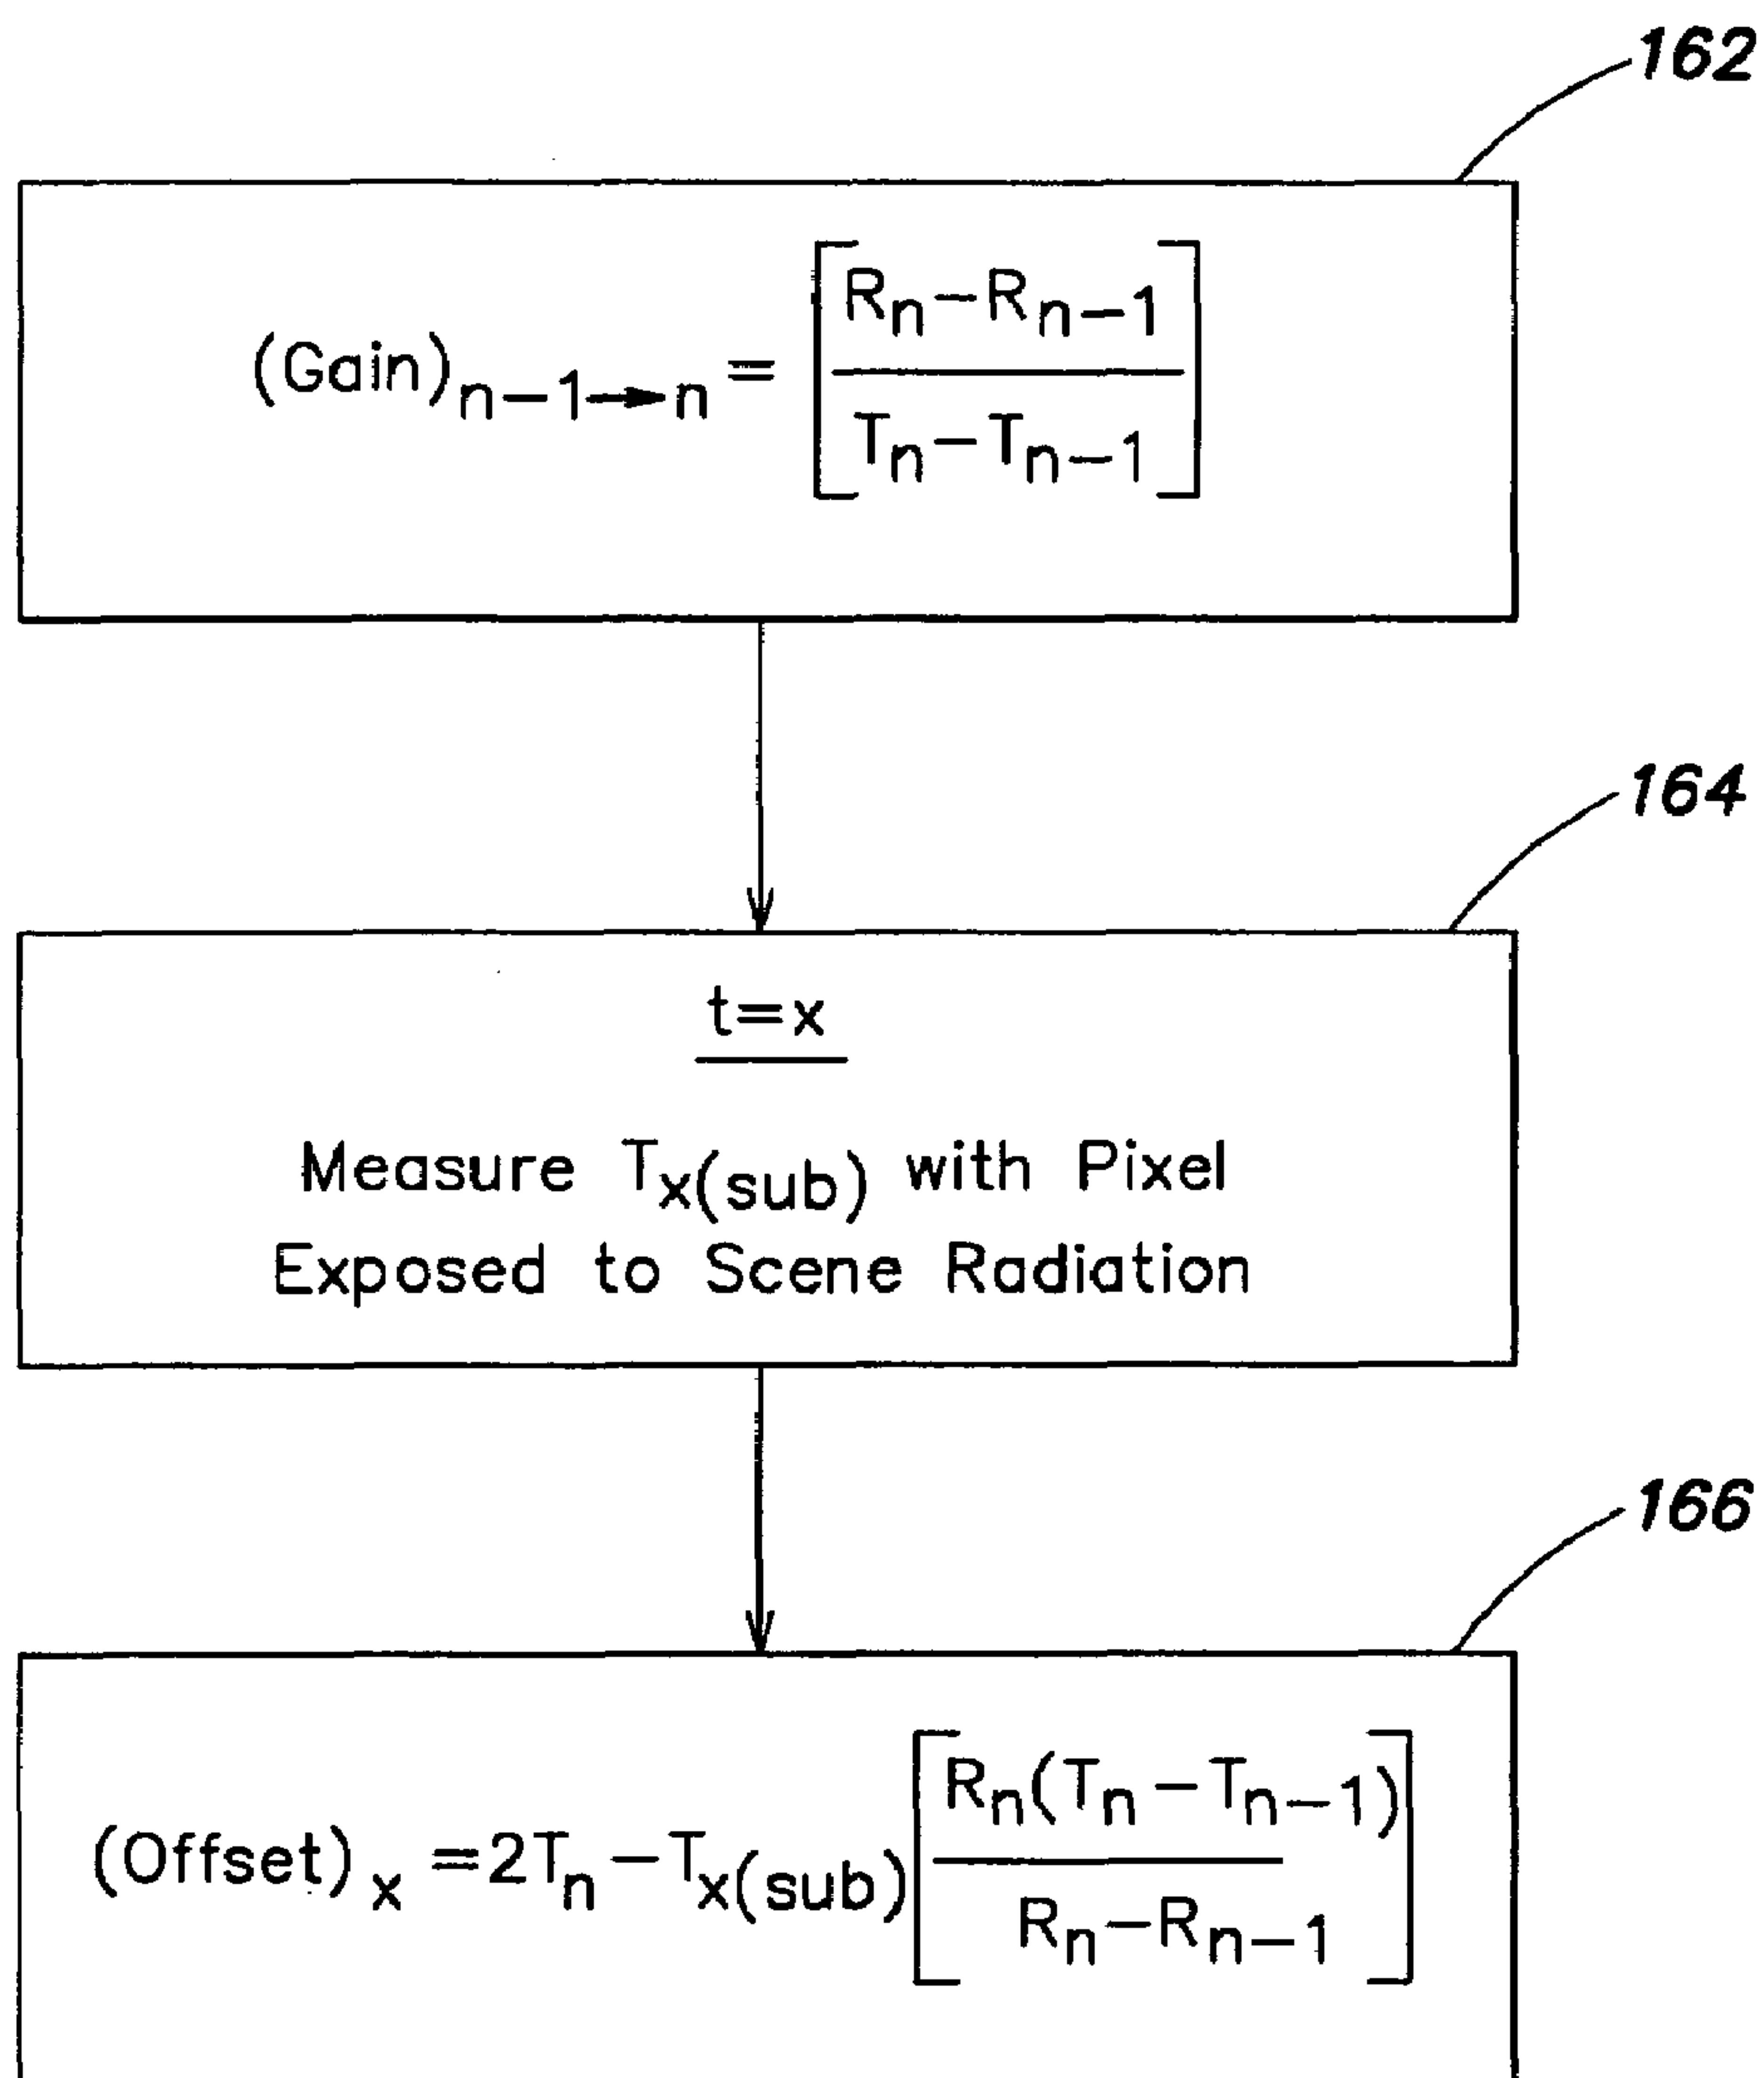 162
(Gain)n-1→n = [Rn-Rn-1 / Tn-Tn-1]
164
t=x
Measure Tx(sub) with Pixel
Exposed to Scene Radiation
166
(Offset)x =2Tn -Tx(sub)[Rn(Tn-Tn-1) / Rn-Rn-1]